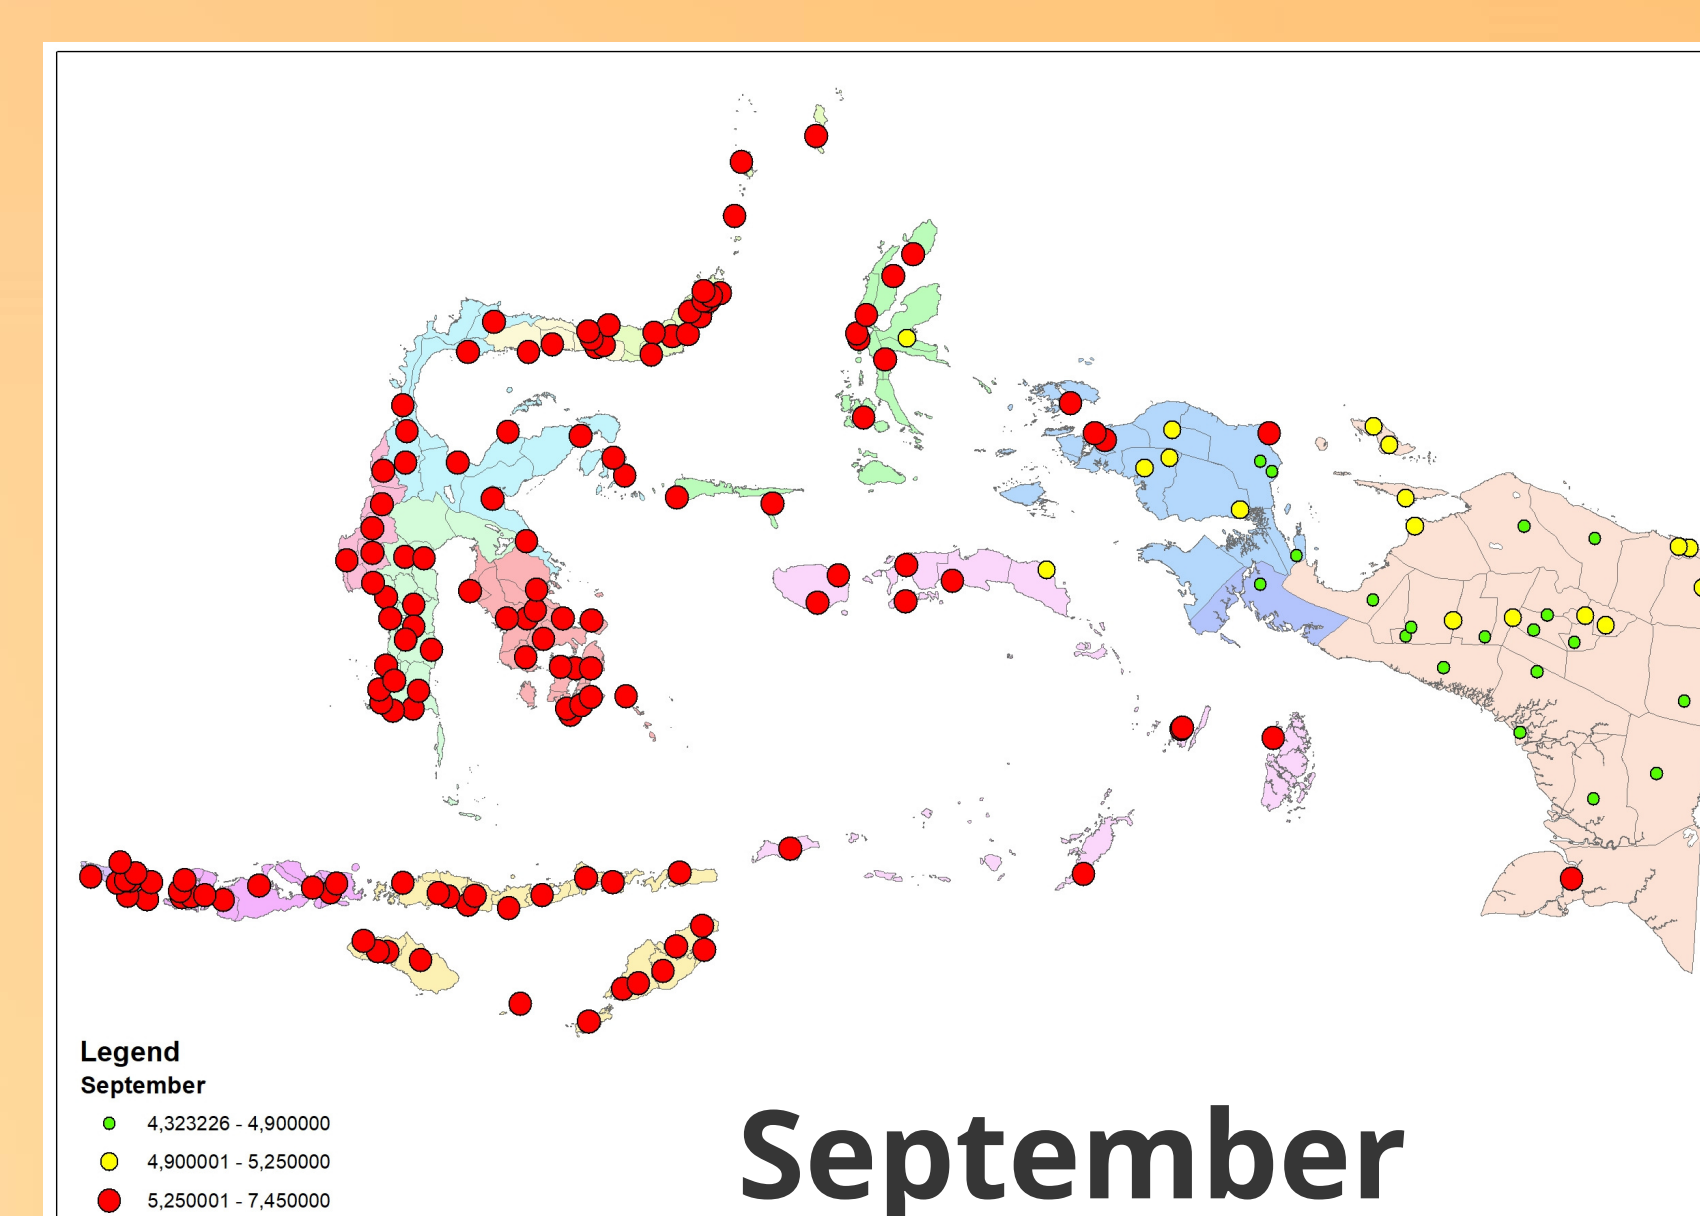 Legend
September
4,323226 - 4,900000
4,900001 - 5,250000
5,250001 - 7,450000
September